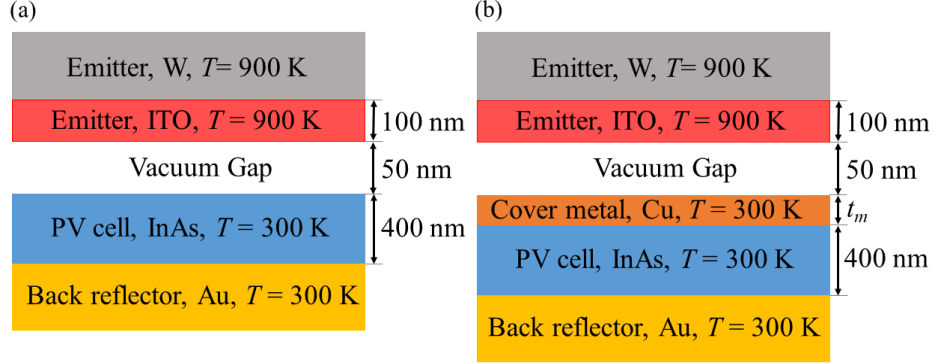 (a)
Emitter, W, T= 900 K
Emitter, ITO, T = 900 K
100 nm
Vacuum Gap
50 nm
PV cell, InAs, T = 300 K
400 nm
Back reflector, Au, T = 300 K
(b)
Emitter, W, T= 900 K
Emitter, ITO, T = 900 K
100 nm
Vacuum Gap
50 nm
Cover metal, Cu, T = 300 K
tm
PV cell, InAs, T = 300 K
400 nm
Back reflector, Au, T = 300 K